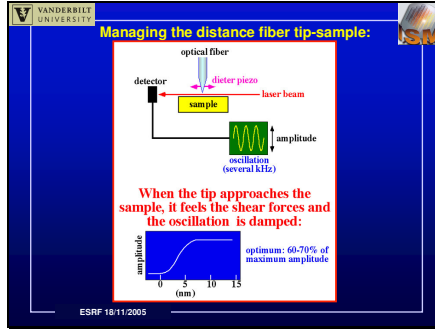 VANDERBILT
UNIVERSITY
Managing the distance fiber tip-sample:
ISM
optical fiber
dieter piezo
detector
laser beam
sample
amplitude
oscillation
(several kHz)
When the tip approaches the
sample, it feels the shear forces and
the oscillation is damped:
amplitude
optimum: 60-70% of
maximum amplitude
0 5 10 15
(nm)
ESRF 18/11/2005